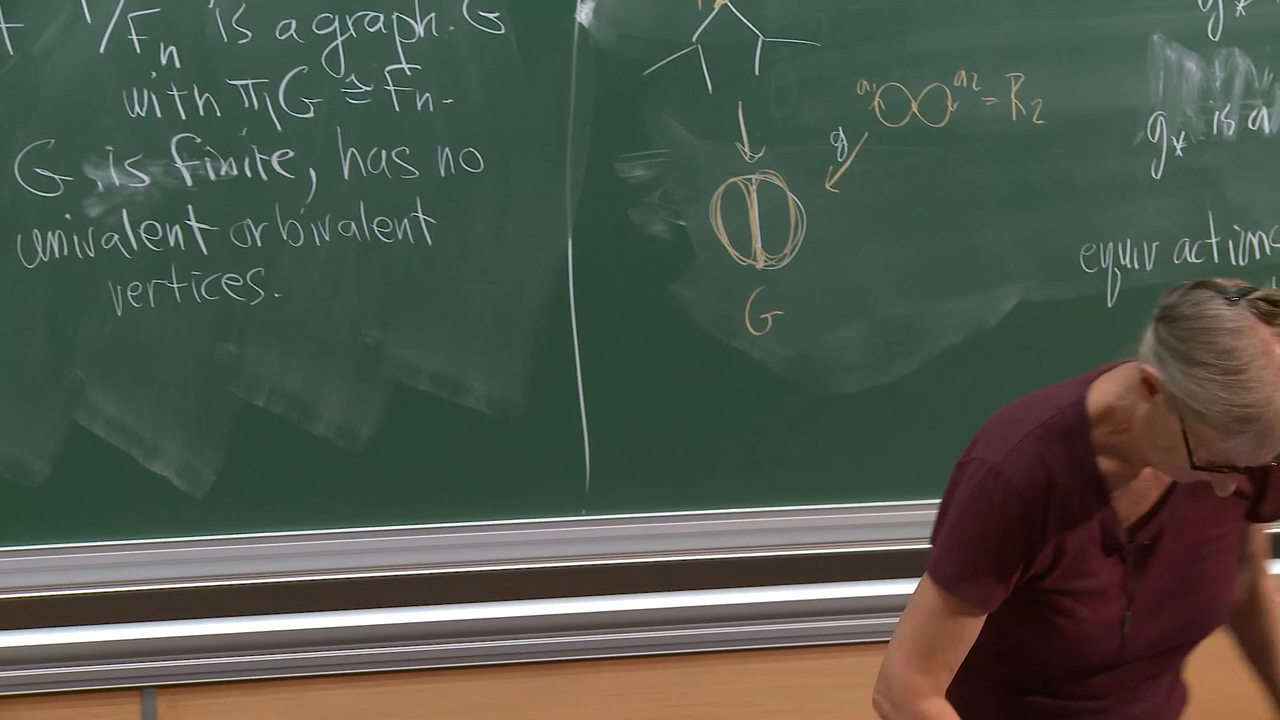 T/Fn is a graph. G
with π₁G ≅ Fn.
G is finite, has no
univalent or bivalent
vertices.
a₁ a₂ = R₂
g
G
g*
g* is a
equiv actions